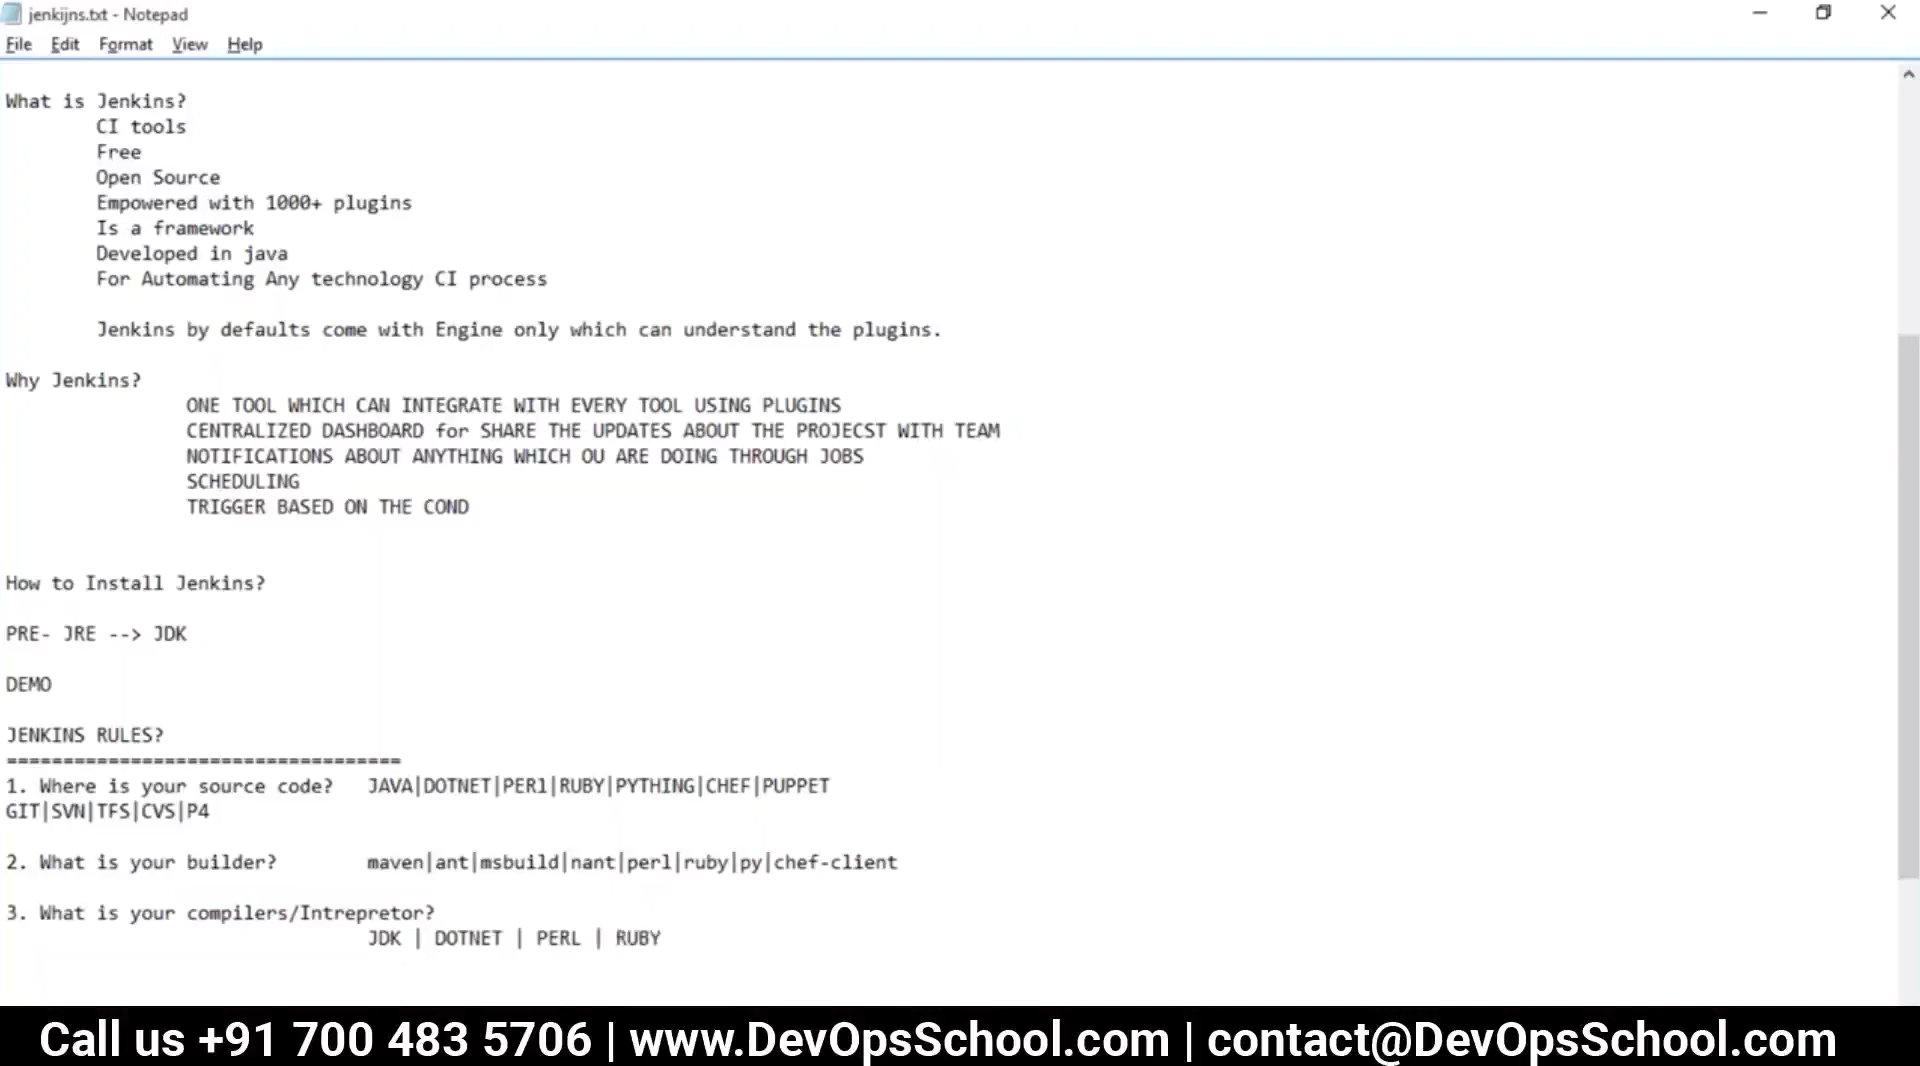 jenkijns.txt - Notepad
File Edit Format View Help
What is Jenkins?
CI tools
Free
Open Source
Empowered with 1000+ plugins
Is a framework
Developed in java
For Automating Any technology CI process
Jenkins by defaults come with Engine only which can understand the plugins.
Why Jenkins?
ONE TOOL WHICH CAN INTEGRATE WITH EVERY TOOL USING PLUGINS
CENTRALIZED DASHBOARD for SHARE THE UPDATES ABOUT THE PROJECST WITH TEAM
NOTIFICATIONS ABOUT ANYTHING WHICH OU ARE DOING THROUGH JOBS
SCHEDULING
TRIGGER BASED ON THE COND
How to Install Jenkins?
PRE- JRE --> JDK
DEMO
JENKINS RULES?
===================================
1. Where is your source code? JAVA|DOTNET|PERl|RUBY|PYTHING|CHEF|PUPPET
GIT|SVN|TFS|CVS|P4
2. What is your builder? maven|ant|msbuild|nant|perl|ruby|py|chef-client
3. What is your compilers/Intrepretor?
JDK | DOTNET | PERL | RUBY
Call us +91 700 483 5706 | www.DevOpsSchool.com | contact@DevOpsSchool.com